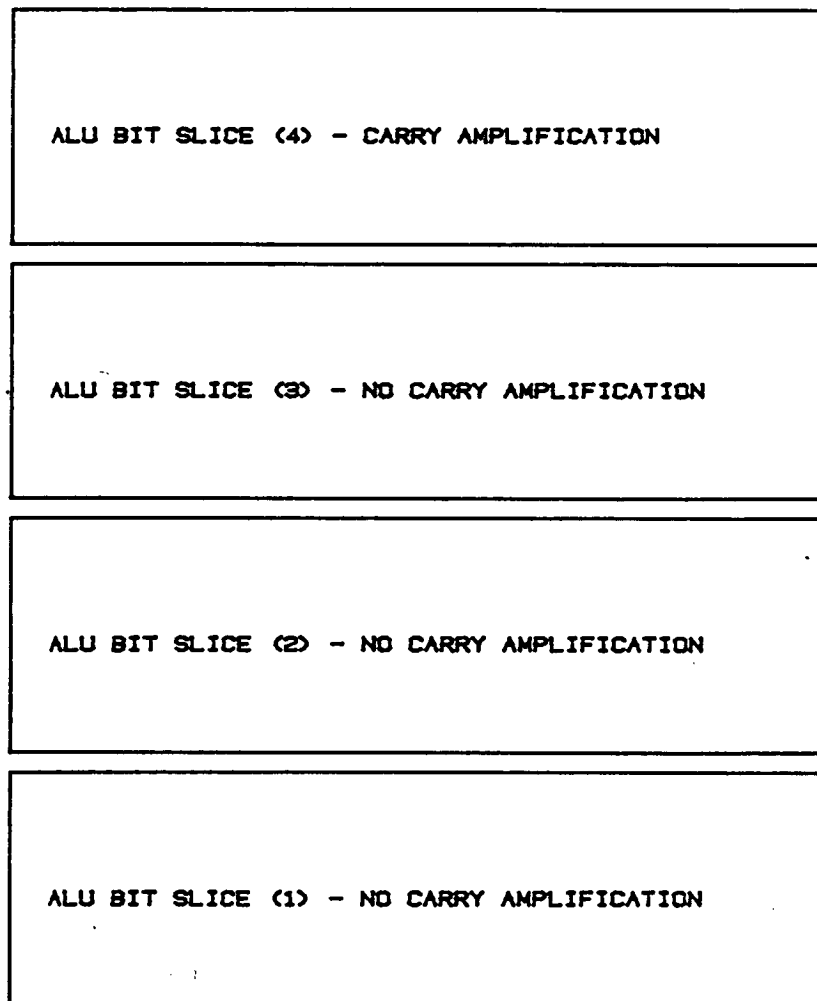 ALU BIT SLICE (4) - CARRY AMPLIFICATION
ALU BIT SLICE (3) - NO CARRY AMPLIFICATION
ALU BIT SLICE (2) - NO CARRY AMPLIFICATION
ALU BIT SLICE (1) - NO CARRY AMPLIFICATION